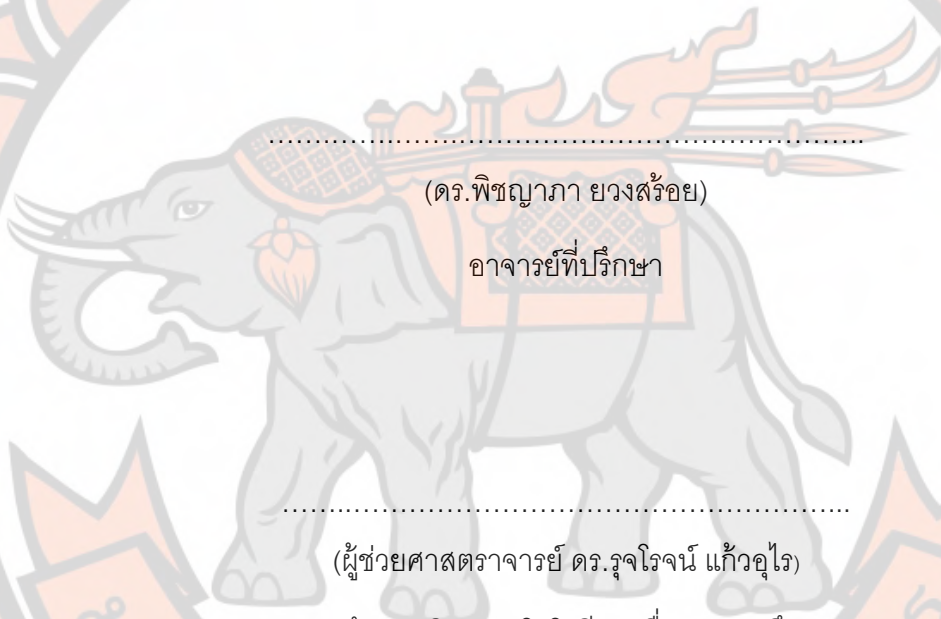 ……………………………………………………………..
(ดร.พิชญาภา ยวงสร้อย)
อาจารย์ที่ปรึกษา
…………………………………………………………..
(ผู้ช่วยศาสตราจารย์ ดร.รุจโรจน์ แก้วอุไร)